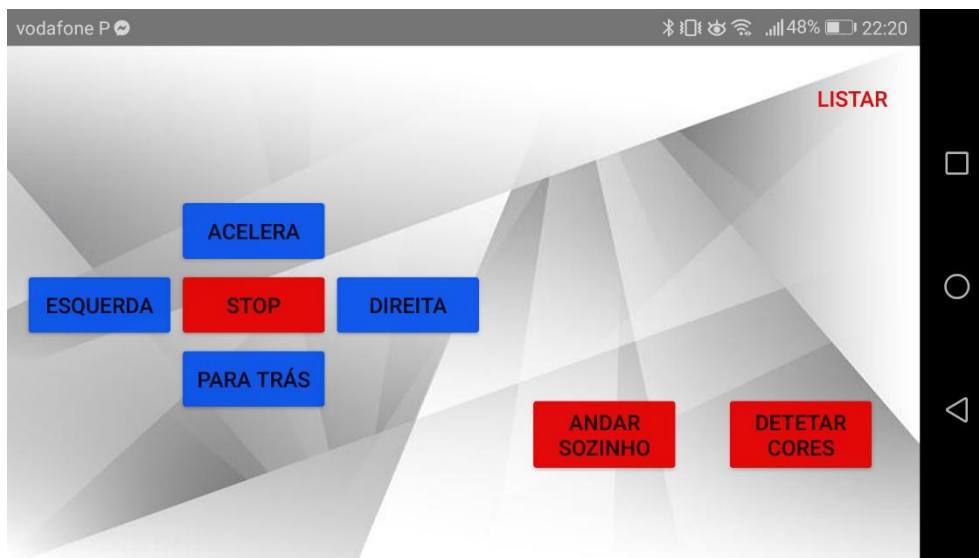 vodafone P
48% 22:20
LISTAR
ACELERA
ESQUERDA STOP DIREITA
PARA TRÁS
ANDAR
SOZINHO
DETETAR
CORES